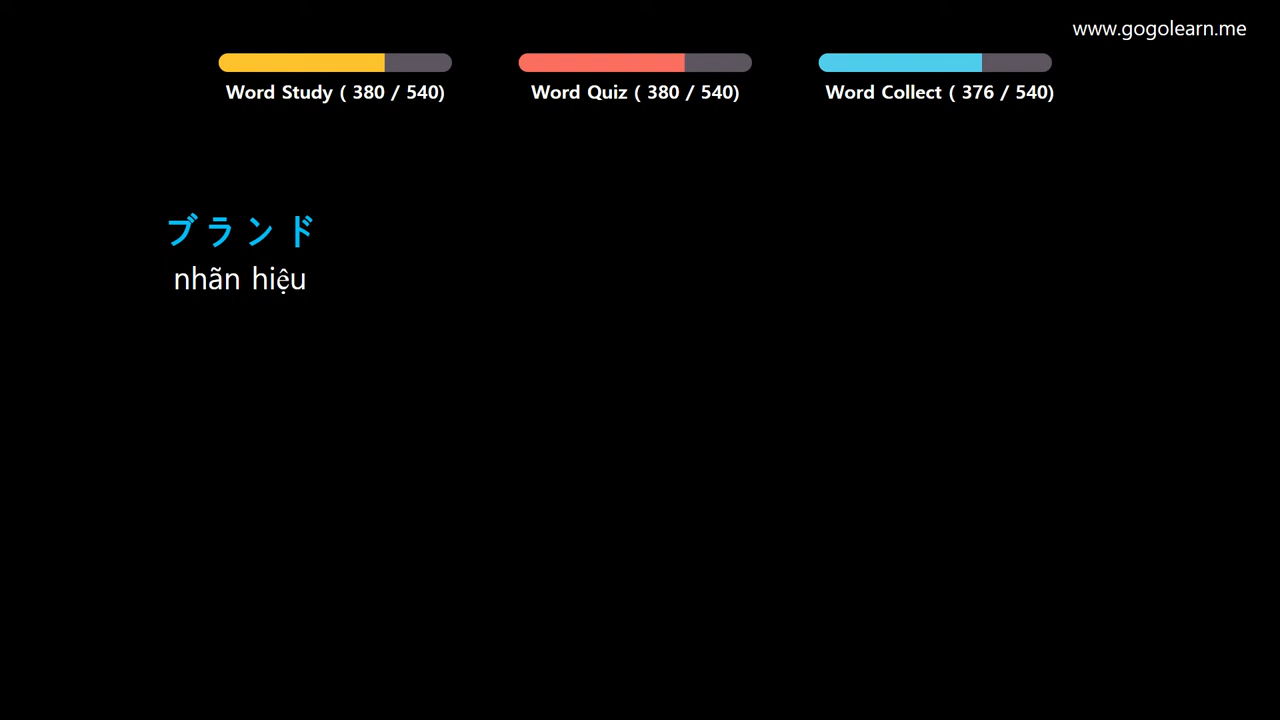 www.gogolearn.me
Word Study ( 380 / 540)
Word Quiz ( 380 / 540)
Word Collect ( 376 / 540)
ブランド
nhãn hiệu